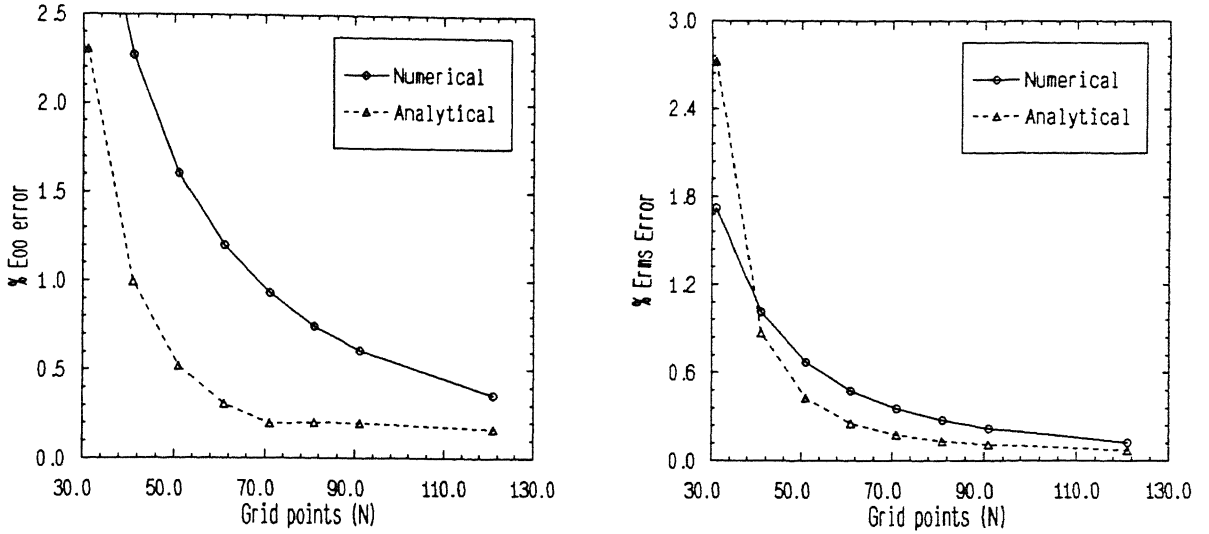 2.5
2.0
1.5
1.0
0.5
0.0
% Eoo error
30.0 50.0 70.0 90.0 110.0 130.0
Grid points (N)
Numerical
Analytical
3.0
2.4
1.8
1.2
0.6
0.0
% Erms Error
30.0 50.0 70.0 90.0 110.0 130.0
Grid points (N)
Numerical
Analytical